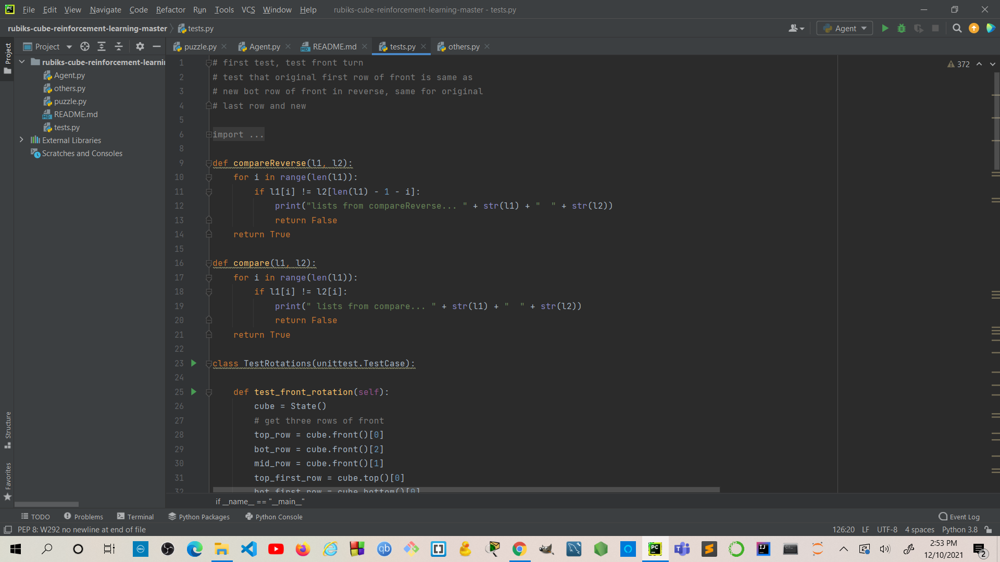 File Edit View Navigate Code Refactor Run Tools VCS Window Help rubiks-cube-reinforcement-learning-master - tests.py
rubiks-cube-reinforcement-learning-master tests.py Agent
Project puzzle.py Agent.py README.md tests.py others.py
Project
rubiks-cube-reinforcement-learni
Agent.py
others.py
puzzle.py
README.md
tests.py
External Libraries
Scratches and Consoles
372
1 # first test, test front turn
2 # test that original first row of front is same as
3 # new bot row of front in reverse, same for original
4 # last row and new
5
6 import ...
8
9 def compareReverse(l1, l2):
10 for i in range(len(l1)):
11 if l1[i] != l2[len(l1) - 1 - i]:
12 print("lists from compareReverse... " + str(l1) + "  " + str(l2))
13 return False
14 return True
15
16 def compare(l1, l2):
17 for i in range(len(l1)):
18 if l1[i] != l2[i]:
19 print(" lists from compare... " + str(l1) + "  " + str(l2))
20 return False
21 return True
22
23 class TestRotations(unittest.TestCase):
24
25 def test_front_rotation(self):
26 cube = State()
27 # get three rows of front
28 top_row = cube.front()[0]
29 bot_row = cube.front()[2]
30 mid_row = cube.front()[1]
31 top_first_row = cube.top()[0]
32 bot_first_row = cube.bottom()[0]
if __name__ == "__main__"
Structure
Favorites
TODO Problems Terminal Python Packages Python Console Event Log
PEP 8: W292 no newline at end of file 126:20 LF UTF-8 4 spaces Python 3.8
2:53 PM
12/10/2021
2